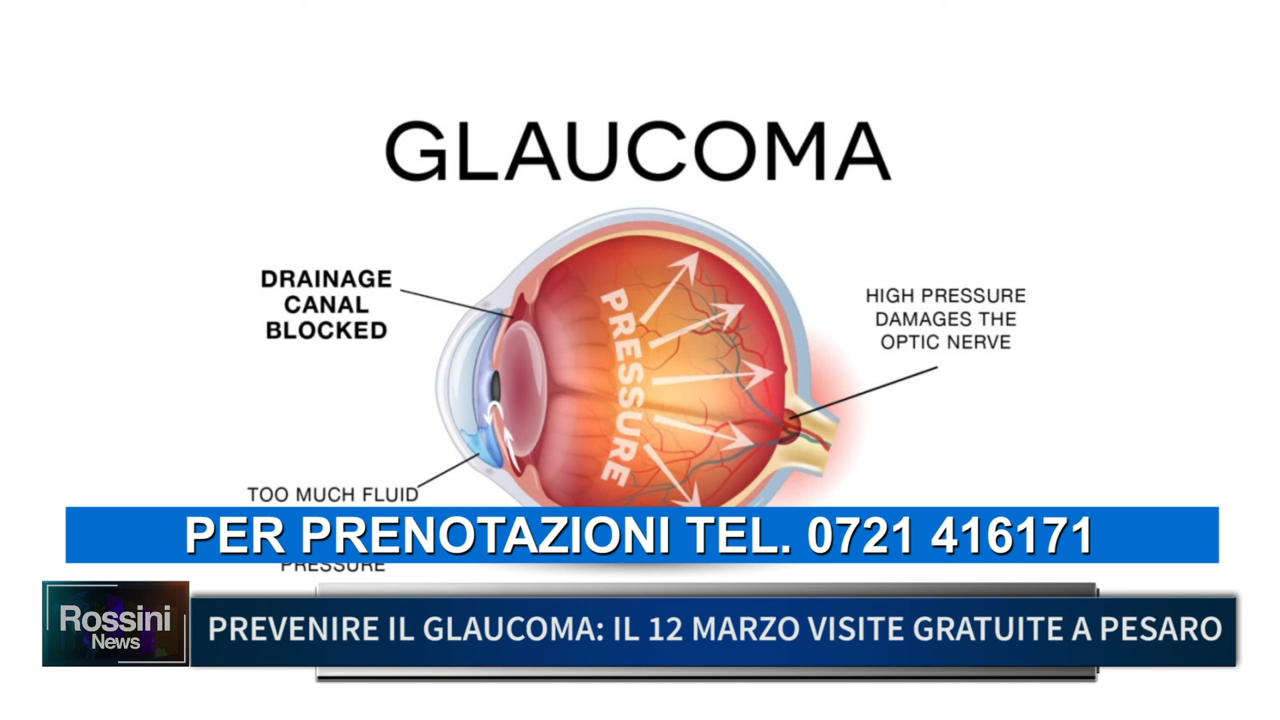 GLAUCOMA
DRAINAGE
CANAL
BLOCKED
HIGH PRESSURE
DAMAGES THE
OPTIC NERVE
PRESSURE
TOO MUCH FLUID
PRESSURE
PER PRENOTAZIONI TEL. 0721 416171
Rossini
News
PREVENIRE IL GLAUCOMA: IL 12 MARZO VISITE GRATUITE A PESARO